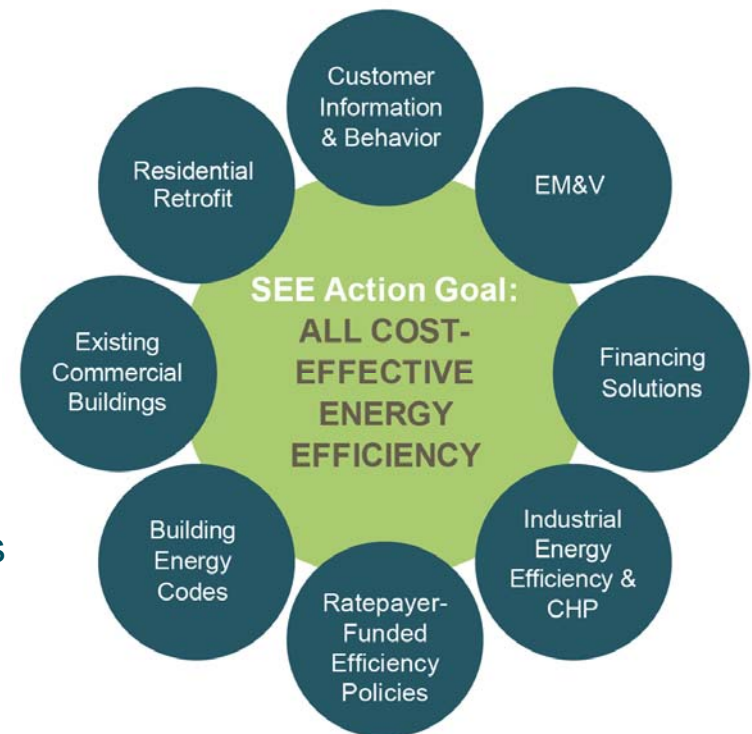 Customer
Information
& Behavior
EM&V
Financing
Solutions
Industrial
Energy
Efficiency &
CHP
Ratepayer-
Funded
Efficiency
Policies
Building
Energy
Codes
Existing
Commercial
Buildings
Residential
Retrofit
SEE Action Goal:
ALL COST-
EFFECTIVE
ENERGY
EFFICIENCY
s